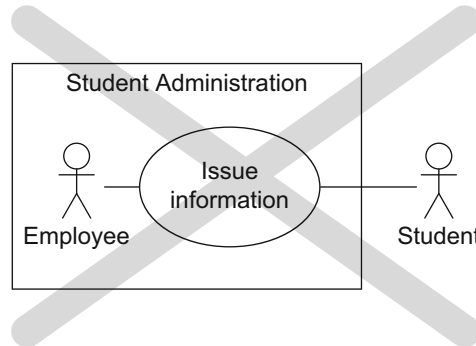 Student Administration
Issue
information
Employee
Student